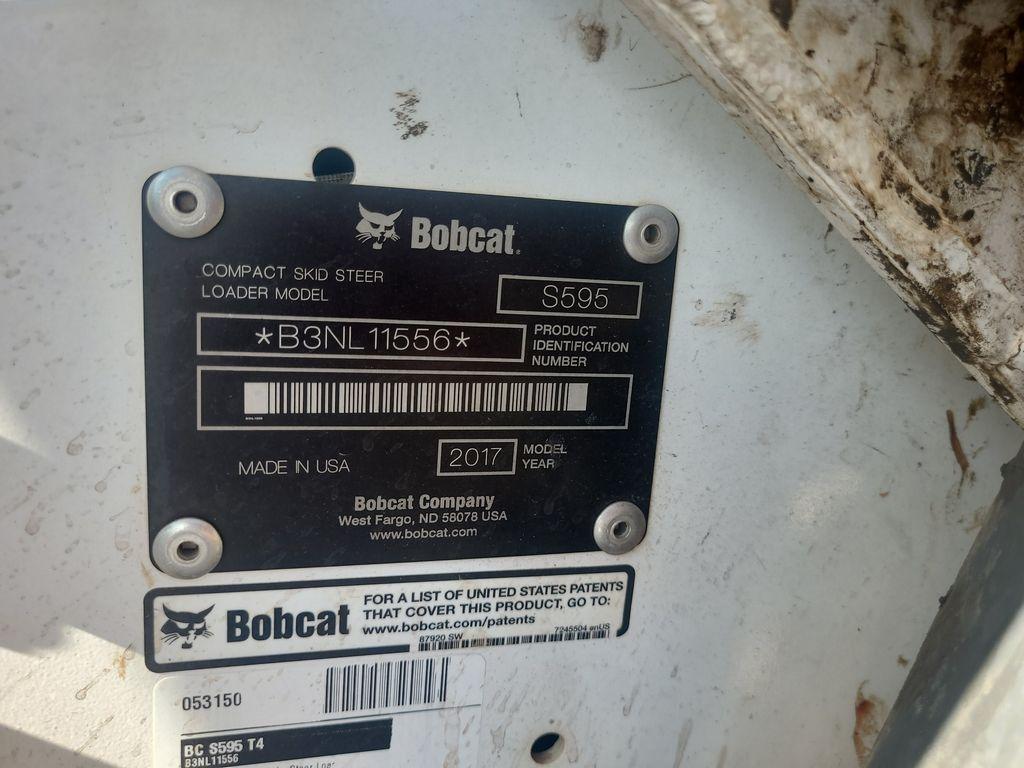 Bobcat.
COMPACT SKID STEER
LOADER MODEL
S595
*B3NL11556*
PRODUCT
IDENTIFICATION
NUMBER
MADE IN USA
2017
MODEL
YEAR
Bobcat Company
West Fargo, ND 58078 USA
www.bobcat.com
Bobcat
FOR A LIST OF UNITED STATES PATENTS
THAT COVER THIS PRODUCT, GO TO:
www.bobcat.com/patents
87920 SW
7245504 enUS
053150
BC S595 T4
B3NL11556